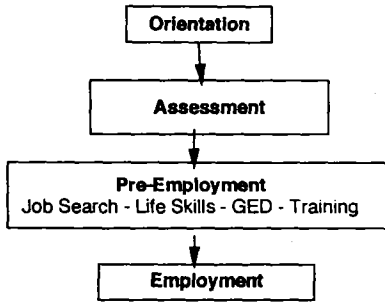 Orientation
Assessment
Pre-Employment
Job Search - Life Skills - GED - Training
Employment